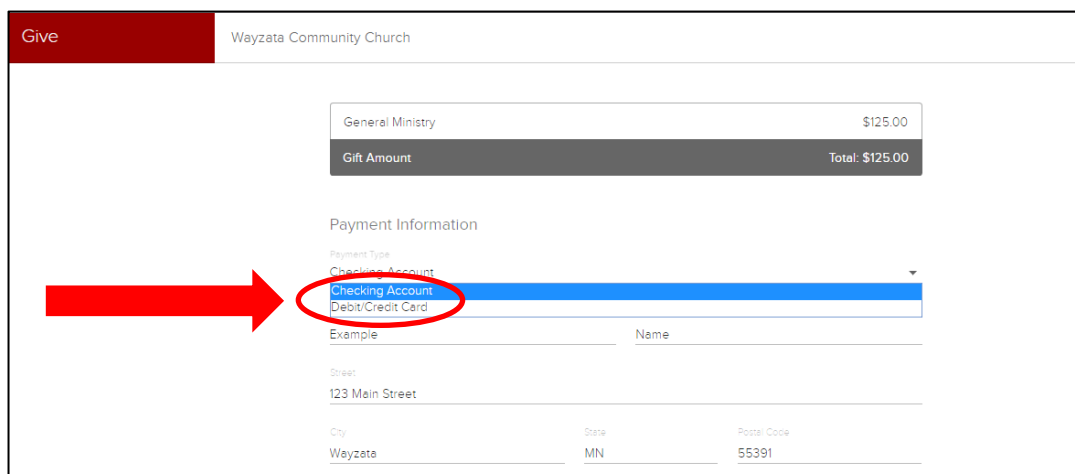 Give Wayzata Community Church
General Ministry $125.00
Gift Amount Total: $125.00
Payment Information
Payment Type
Checking Account
Checking Account
Debit/Credit Card
Example Name
Street
123 Main Street
City State Postal Code
Wayzata MN 55391